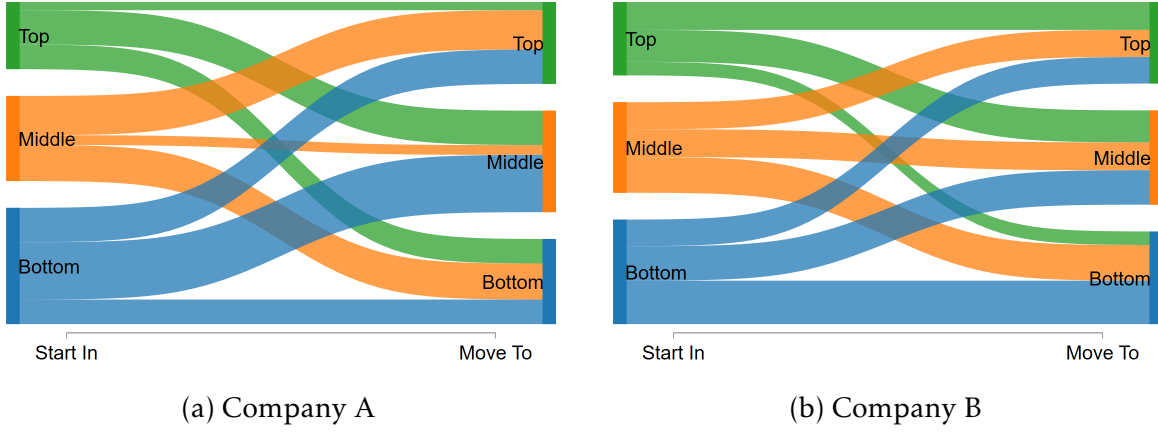 Top
Middle
Bottom
Top
Middle
Bottom
Start In
Move To
(a) Company A
Top
Middle
Bottom
Top
Middle
Bottom
Start In
Move To
(b) Company B